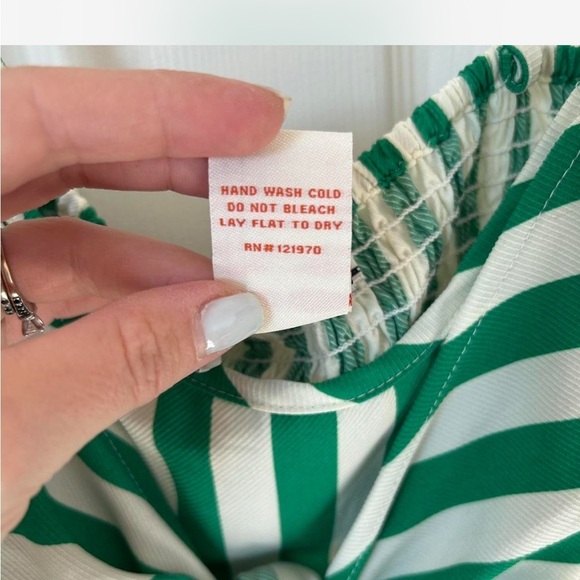 HAND WASH COLD
DO NOT BLEACH
LAY FLAT TO DRY
RN#121970